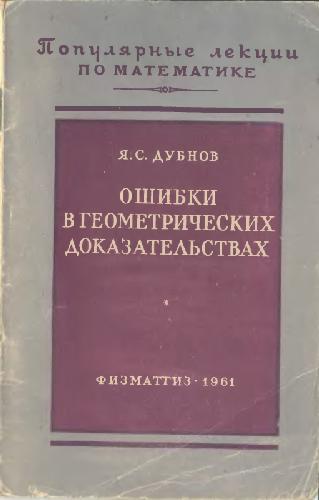 Популярные лекции
ПО МАТЕМАТИКЕ
Я.С. ДУБНОВ
ОШИБКИ
В ГЕОМЕТРИЧЕСКИХ
ДОКАЗАТЕЛЬСТВАХ
ФИЗМАТГИЗ · 1961